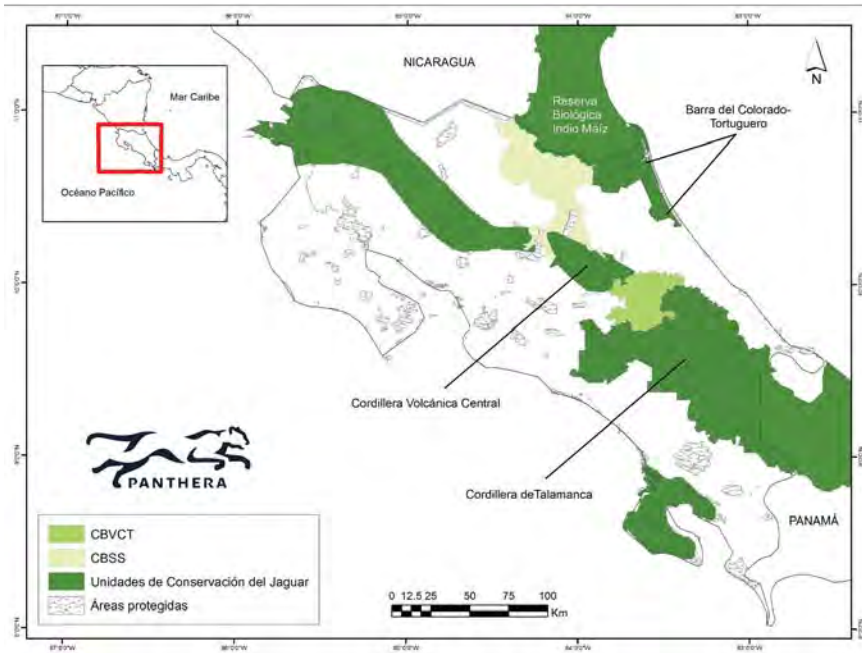 NICARAGUA
N
Mar Caribe
Océano Pacífico
Reserva
Biológica
Indio Maíz
Barra del Colorado-
Tortuguero
Cordillera Volcánica Central
Cordillera deTalamanca
PANAMÁ
PANTHERA
CBVCT
CBSS
Unidades de Conservación del Jaguar
Áreas protegidas
0 12.5 25 50 75 100
Km